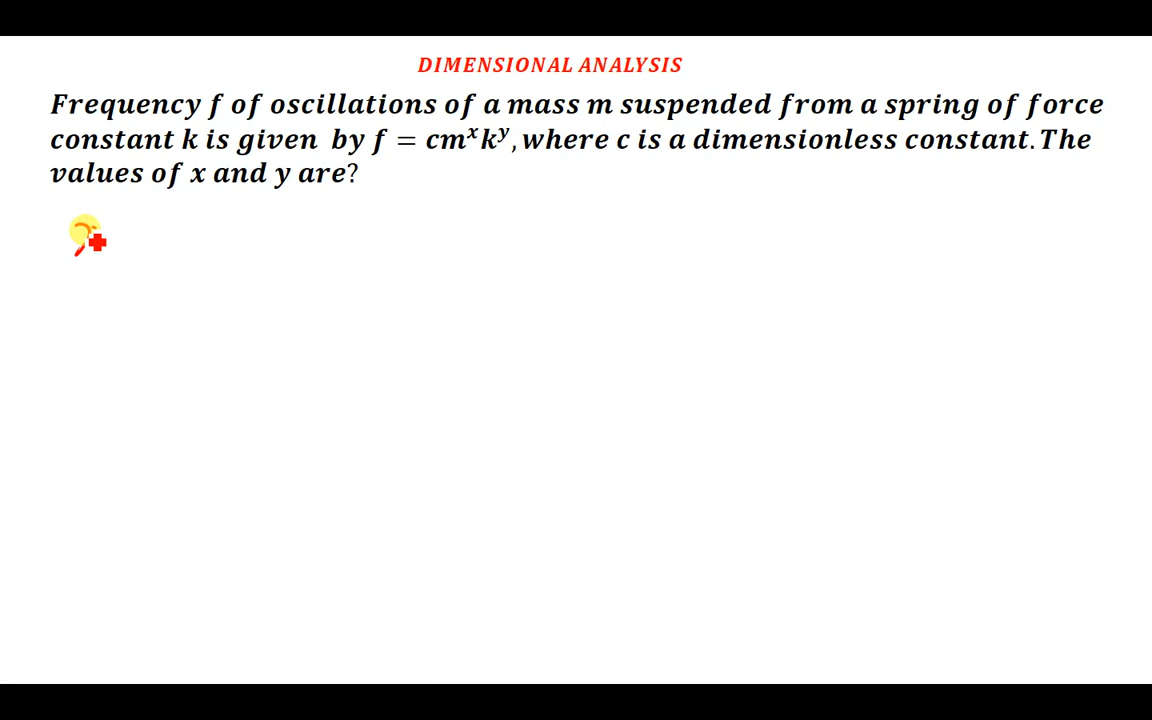 DIMENSIONAL ANALYSIS
Frequency f of oscillations of a mass m suspended from a spring of force
constant k is given by f = cmˣkʸ, where c is a dimensionless constant. The
values of x and y are?